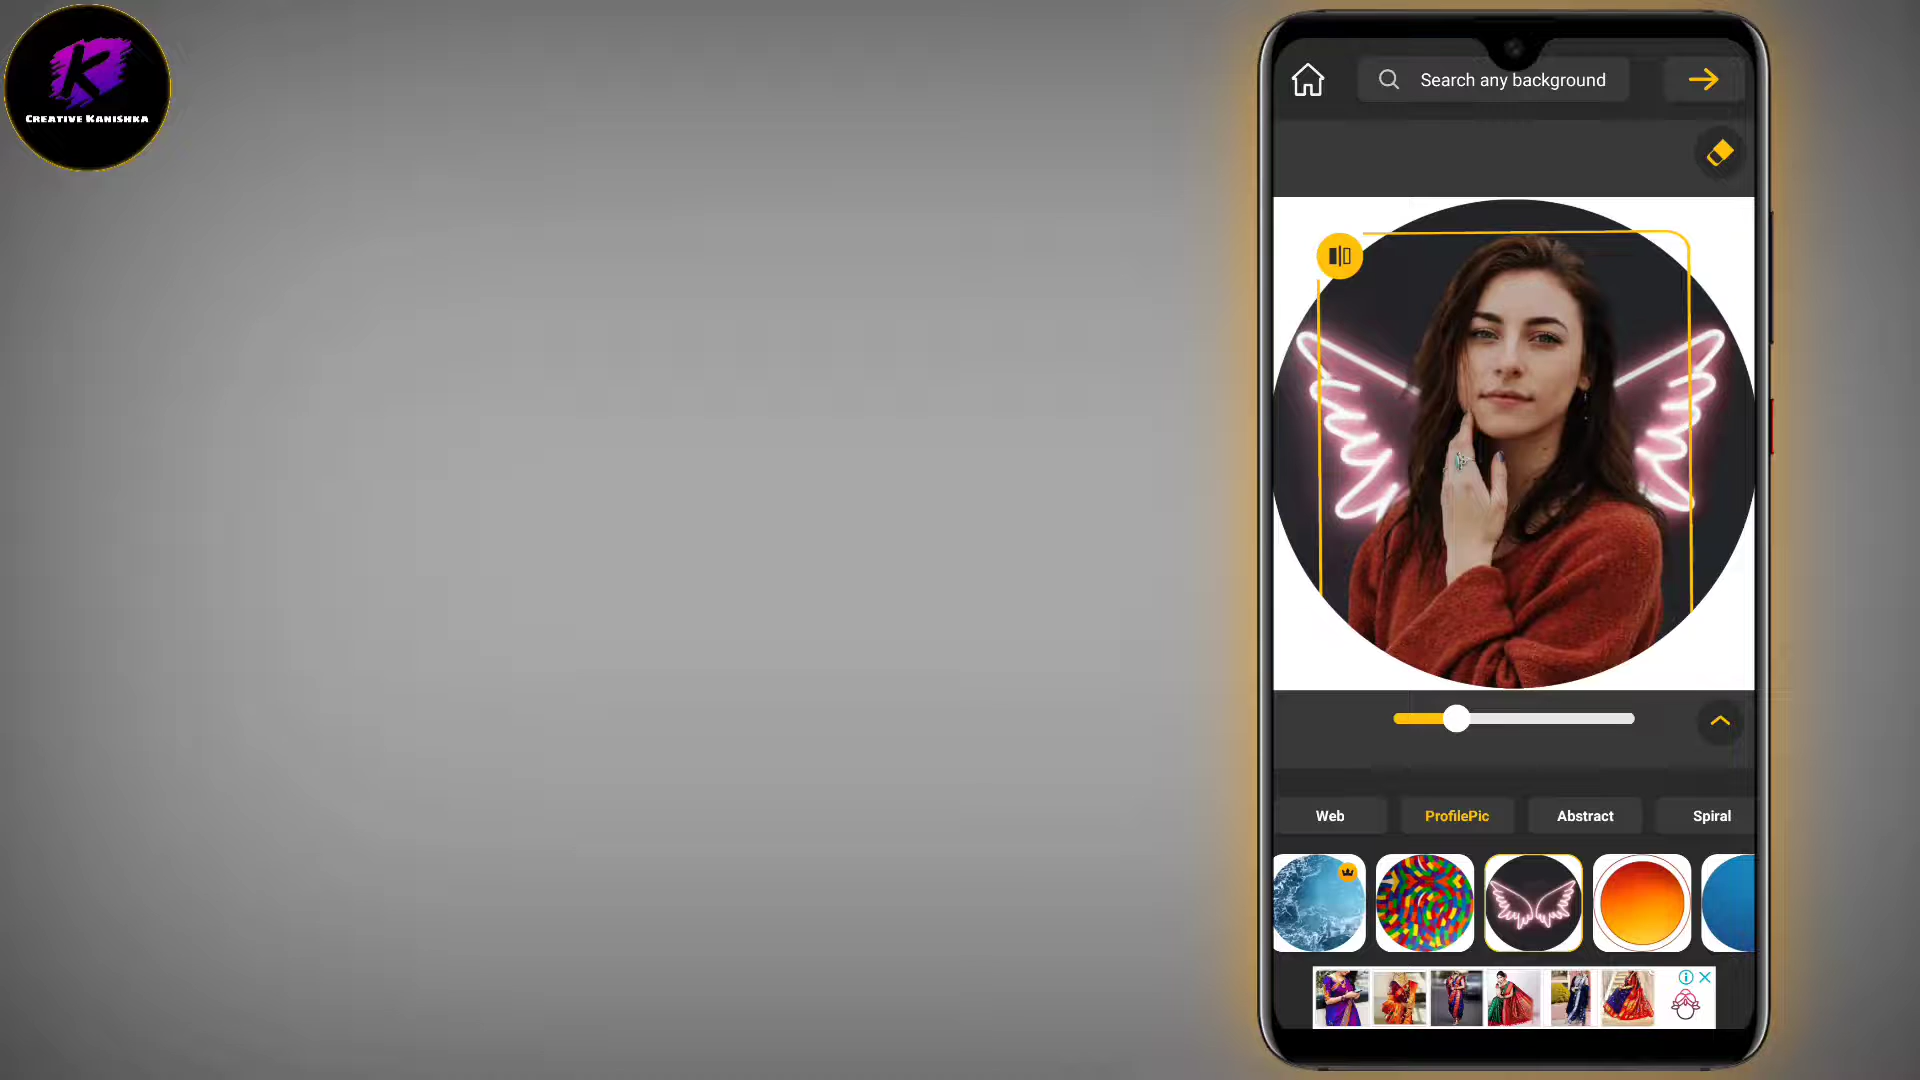 K
CREATIVE KANISHKA
Search any background
Web
ProfilePic
Abstract
Spiral